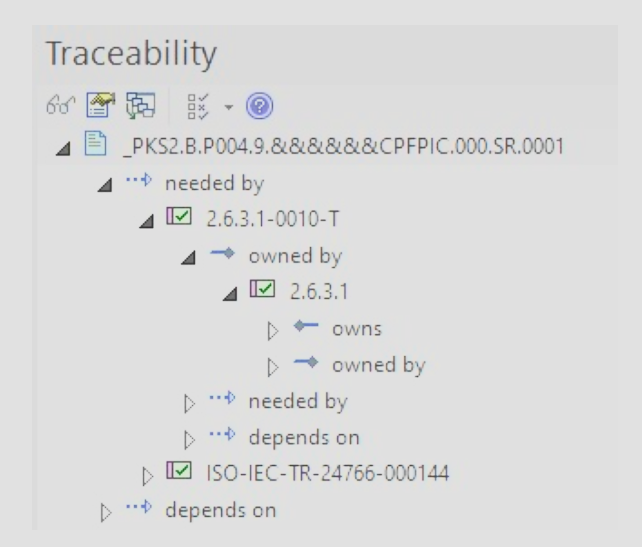 Traceability
_PKS2.B.P004.9.&&&&&&CPFPIC.000.SR.0001
needed by
2.6.3.1-0010-T
owned by
2.6.3.1
owns
owned by
needed by
depends on
ISO-IEC-TR-24766-000144
depends on